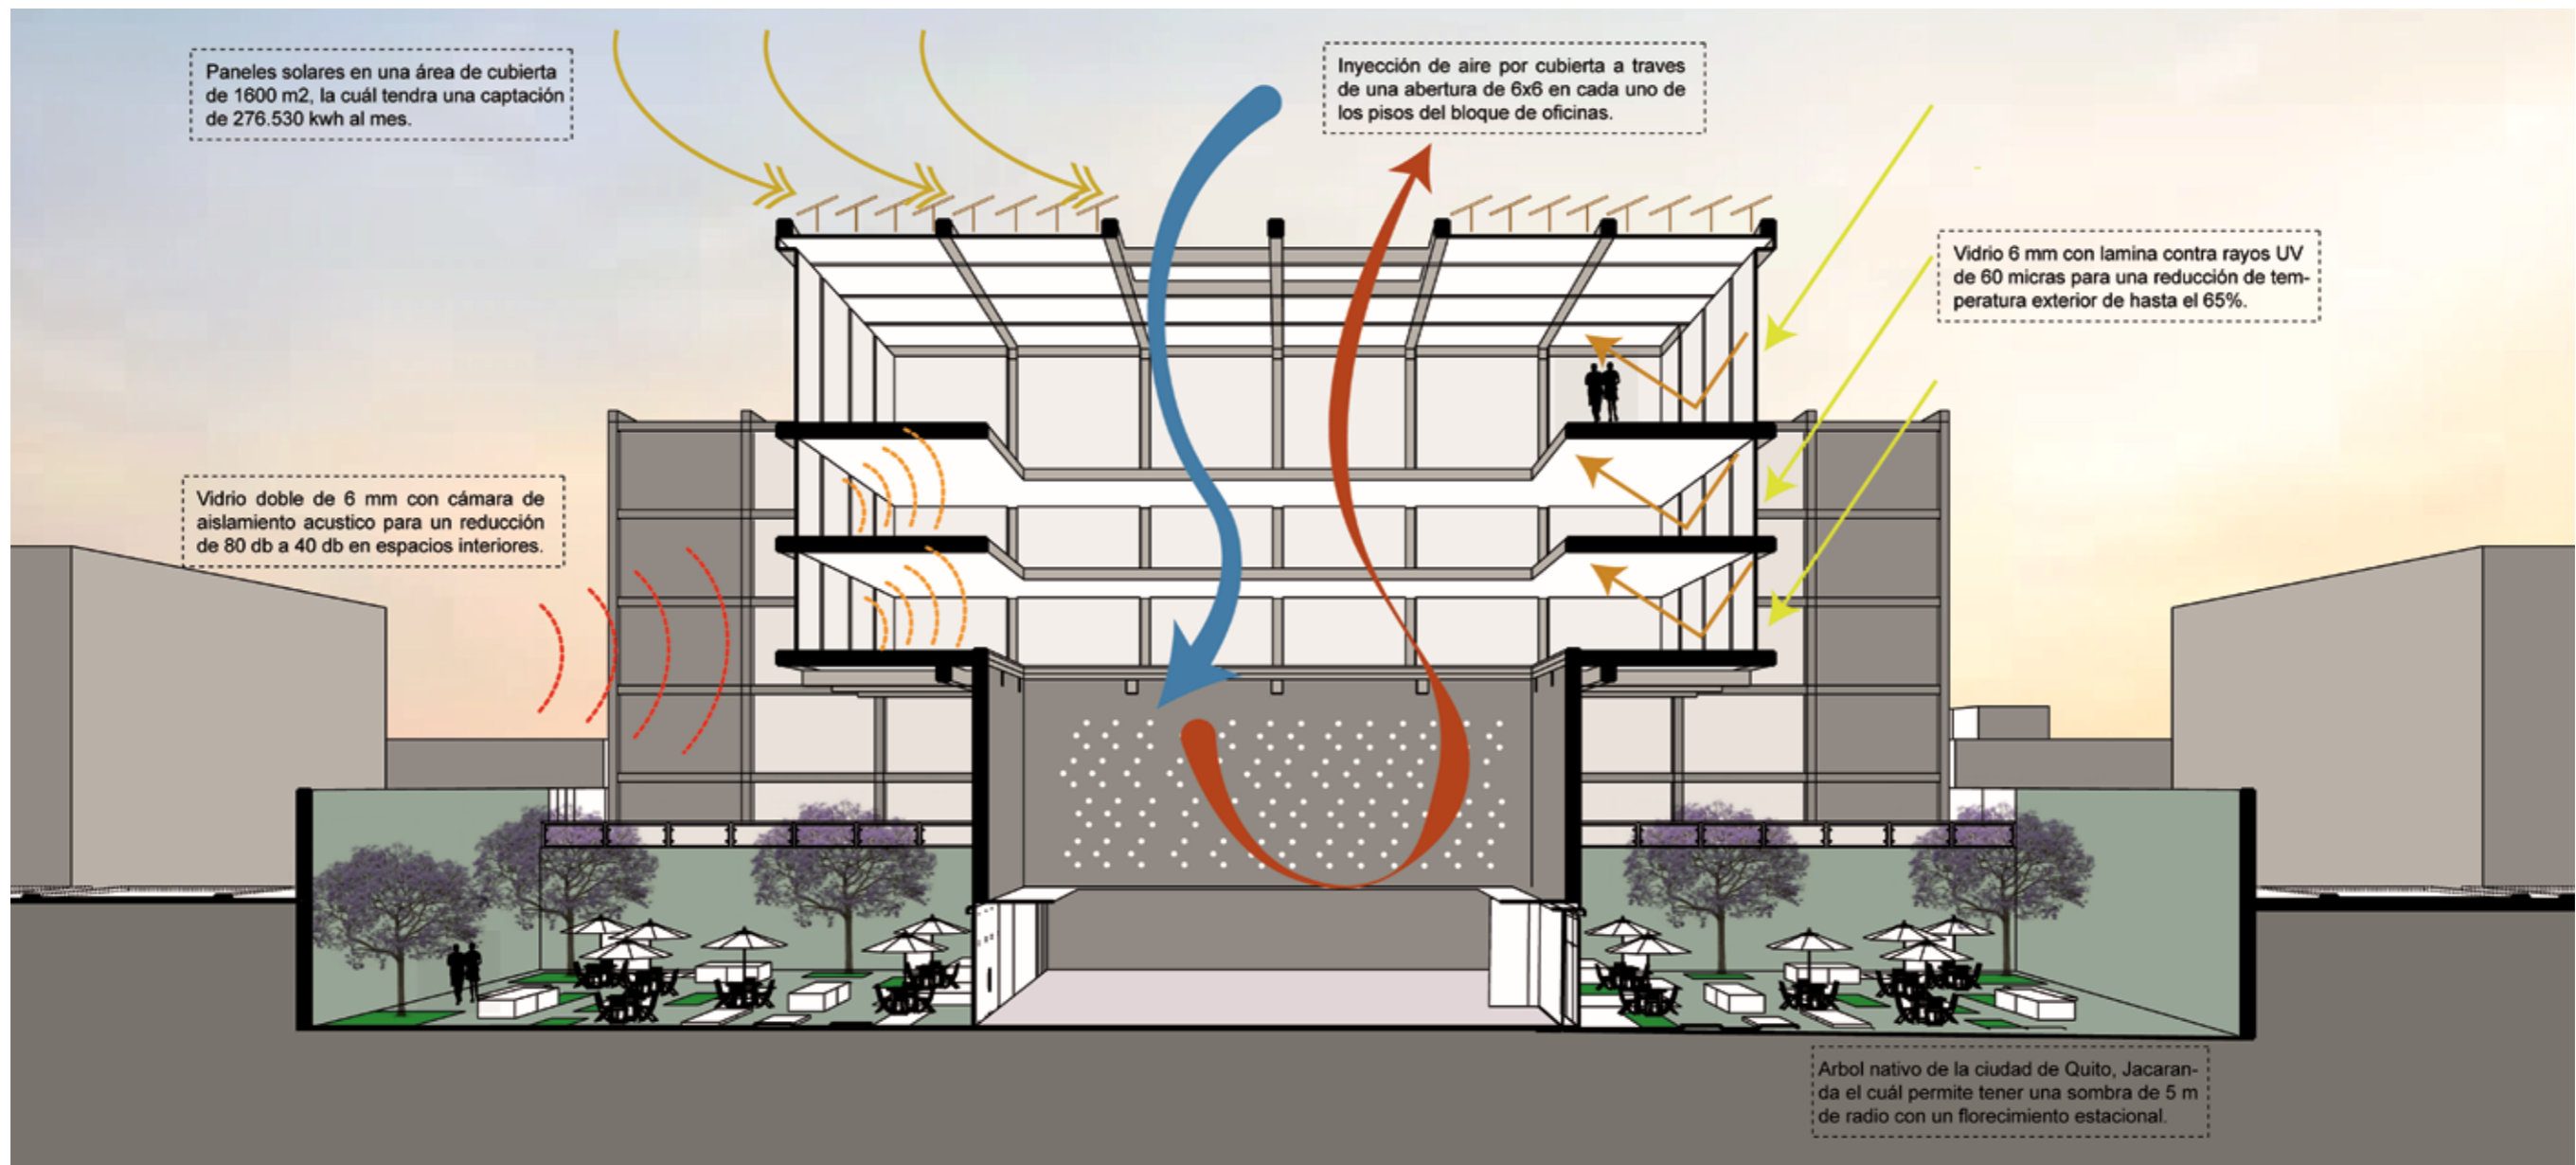 Paneles solares en una área de cubierta
de 1600 m2, la cuál tendra una captación
de 276.530 kwh al mes.
Inyección de aire por cubierta a traves
de una abertura de 6x6 en cada uno de
los pisos del bloque de oficinas.
Vidrio 6 mm con lamina contra rayos UV
de 60 micras para una reducción de tem-
peratura exterior de hasta el 65%.
Vidrio doble de 6 mm con cámara de
aislamiento acustico para un reducción
de 80 db a 40 db en espacios interiores.
Arbol nativo de la ciudad de Quito, Jacaran-
da el cuál permite tener una sombra de 5 m
de radio con un florecimiento estacional.